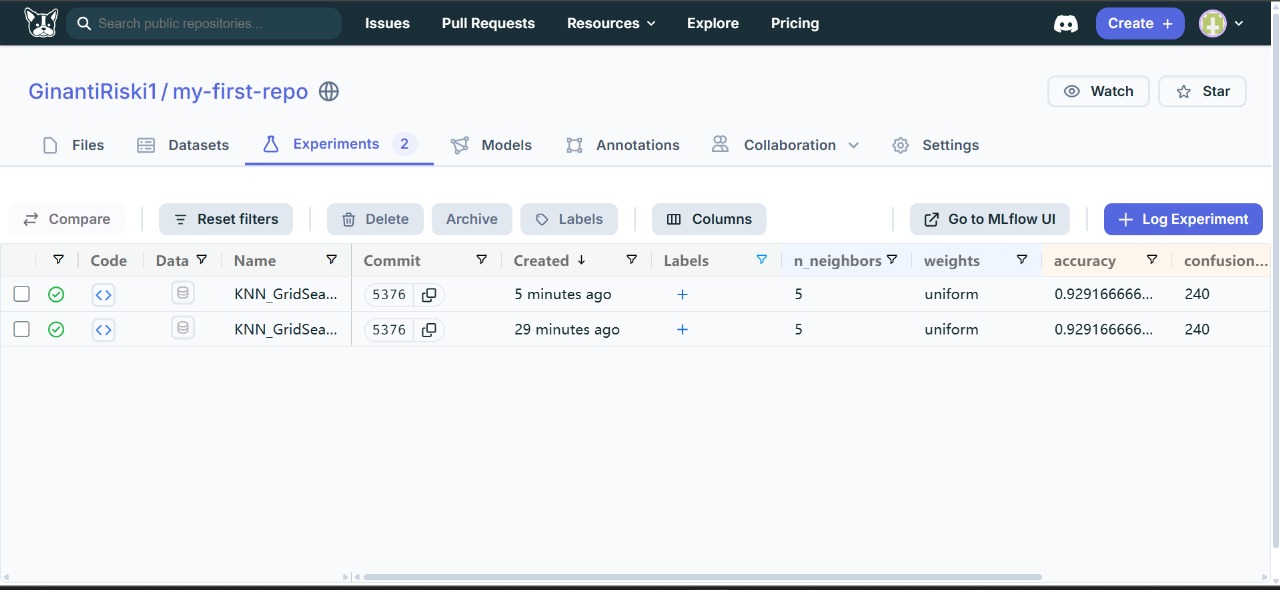 Search public repositories...
Issues
Pull Requests
Resources
Explore
Pricing
Create +
GinantiRiski1 / my-first-repo
Watch
Star
Files
Datasets
Experiments 2
Models
Annotations
Collaboration
Settings
Compare
Reset filters
Delete
Archive
Labels
Columns
Go to MLflow UI
+ Log Experiment
Code Data Name Commit Created ↓ Labels n_neighbors weights accuracy confusion...
KNN_GridSea... 5376 5 minutes ago + 5 uniform 0.929166666... 240
KNN_GridSea... 5376 29 minutes ago + 5 uniform 0.929166666... 240